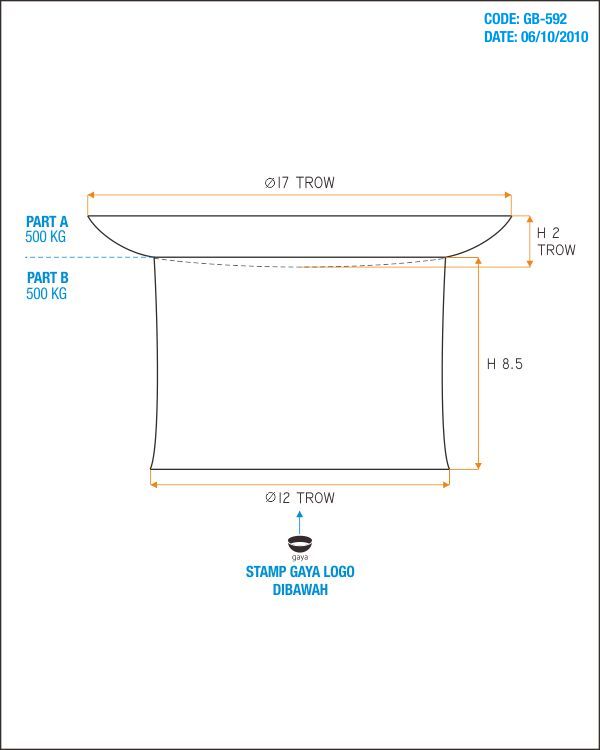 CODE: GB-592
DATE: 06/10/2010
Ø17 TROW
PART A
500 KG
H 2
TROW
PART B
500 KG
H 8.5
Ø12 TROW
gaya
STAMP GAYA LOGO
DIBAWAH